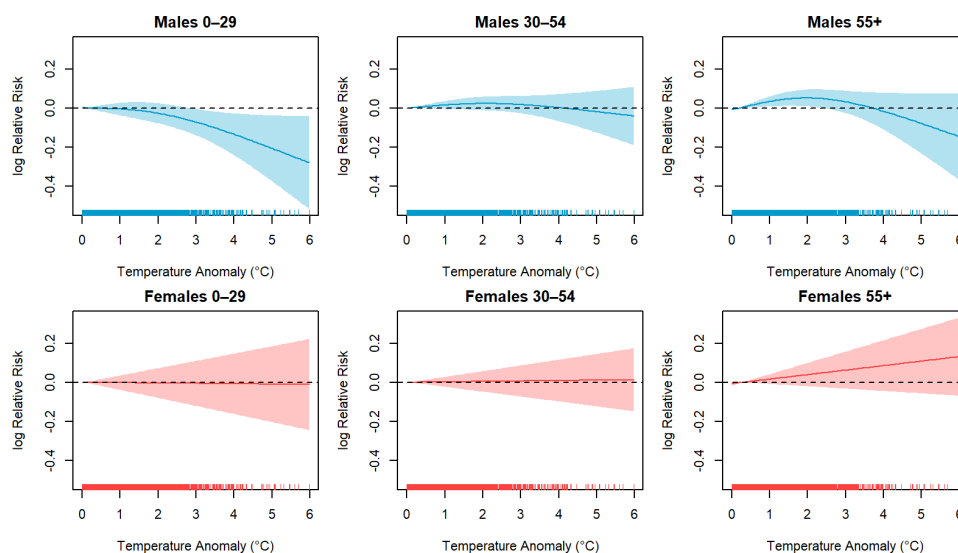 Males 0–29
Males 30–54
Males 55+
log Relative Risk
0.2
0.0
-0.2
-0.4
0 1 2 3 4 5 6
Temperature Anomaly (°C)
log Relative Risk
0.2
0.0
-0.2
-0.4
0 1 2 3 4 5 6
Temperature Anomaly (°C)
log Relative Risk
0.2
0.0
-0.2
-0.4
0 1 2 3 4 5 6
Temperature Anomaly (°C)
Females 0–29
Females 30–54
Females 55+
log Relative Risk
0.2
0.0
-0.2
-0.4
0 1 2 3 4 5 6
Temperature Anomaly (°C)
log Relative Risk
0.2
0.0
-0.2
-0.4
0 1 2 3 4 5 6
Temperature Anomaly (°C)
log Relative Risk
0.2
0.0
-0.2
-0.4
0 1 2 3 4 5 6
Temperature Anomaly (°C)